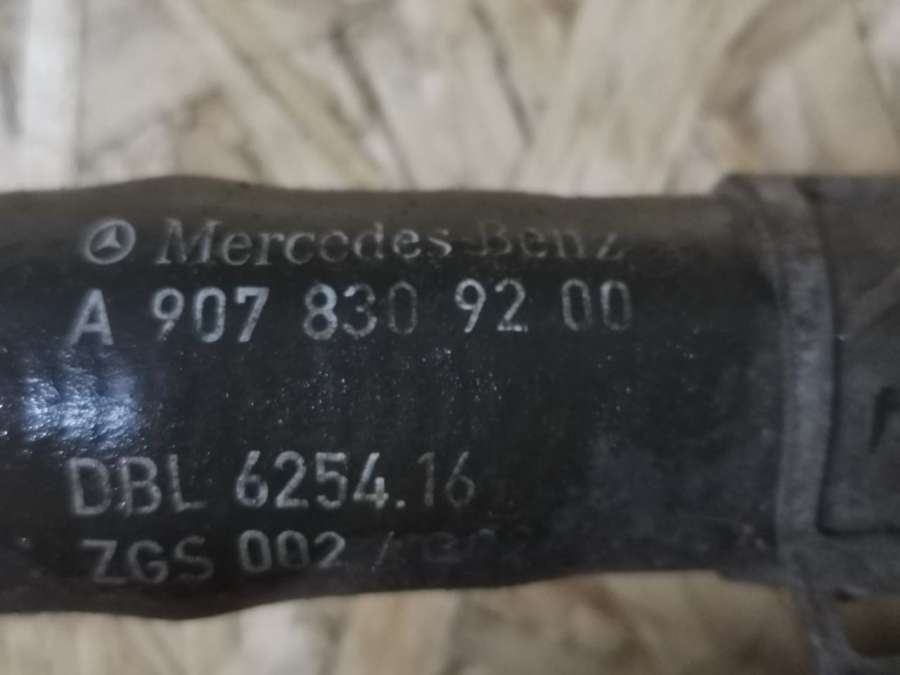 Mercedes-Benz
A 907 830 92 00
DBL 6254.16
ZGS 002